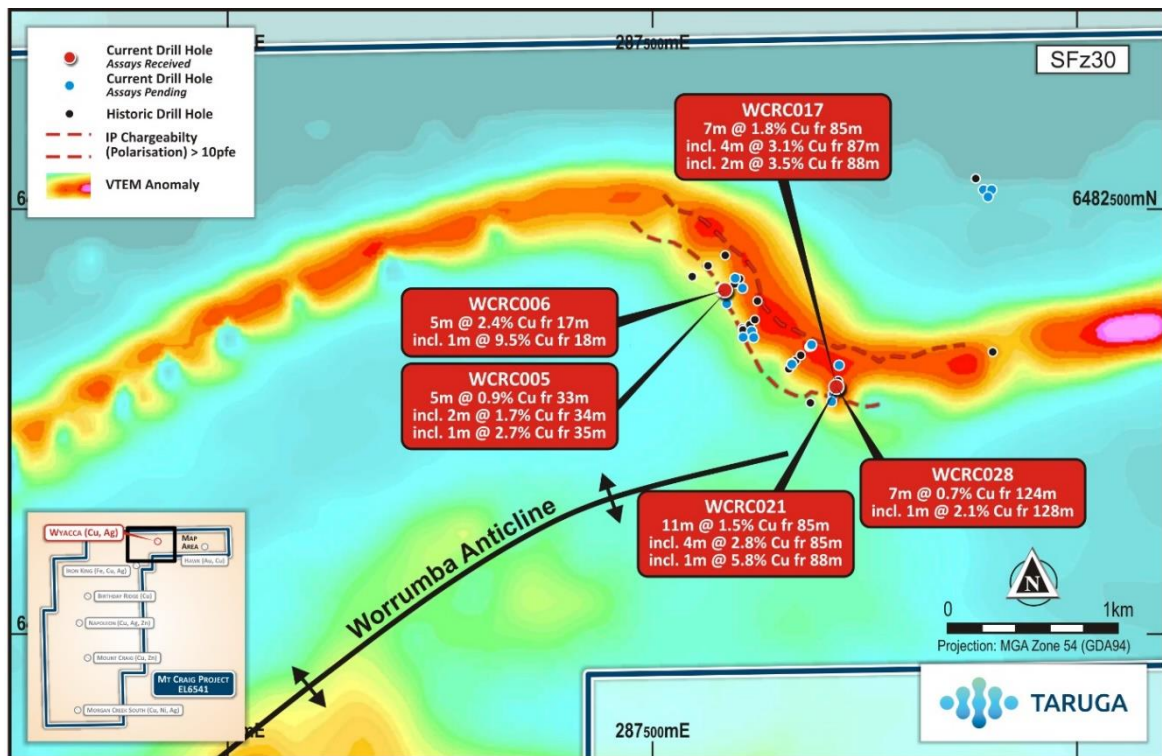 Current Drill Hole
Assays Received
Current Drill Hole
Assays Pending
Historic Drill Hole
IP Chargeabilty
(Polarisation) > 10pfe
VTEM Anomaly
287500mE
SFz30
WCRC017
7m @ 1.8% Cu fr 85m
incl. 4m @ 3.1% Cu fr 87m
incl. 2m @ 3.5% Cu fr 88m
6482500mN
WCRC006
5m @ 2.4% Cu fr 17m
incl. 1m @ 9.5% Cu fr 18m
WCRC005
5m @ 0.9% Cu fr 33m
incl. 2m @ 1.7% Cu fr 34m
incl. 1m @ 2.7% Cu fr 35m
WCRC028
7m @ 0.7% Cu fr 124m
incl. 1m @ 2.1% Cu fr 128m
WCRC021
11m @ 1.5% Cu fr 85m
incl. 4m @ 2.8% Cu fr 85m
incl. 1m @ 5.8% Cu fr 88m
Worrumba Anticline
WYACCA (CU, AG)
MAP
AREA
HAWK (AU, CU)
IRON KING (FE, CU, AG)
BIRTHDAY RIDGE (CU)
NAPOLEON (CU, AG, ZN)
MOUNT CRAIG (CU, ZN)
MT CRAIG PROJECT
EL6541
MORGAN CREEK SOUTH (CU, NI, AG)
N
0 1km
Projection: MGA Zone 54 (GDA94)
287500mE
TARUGA